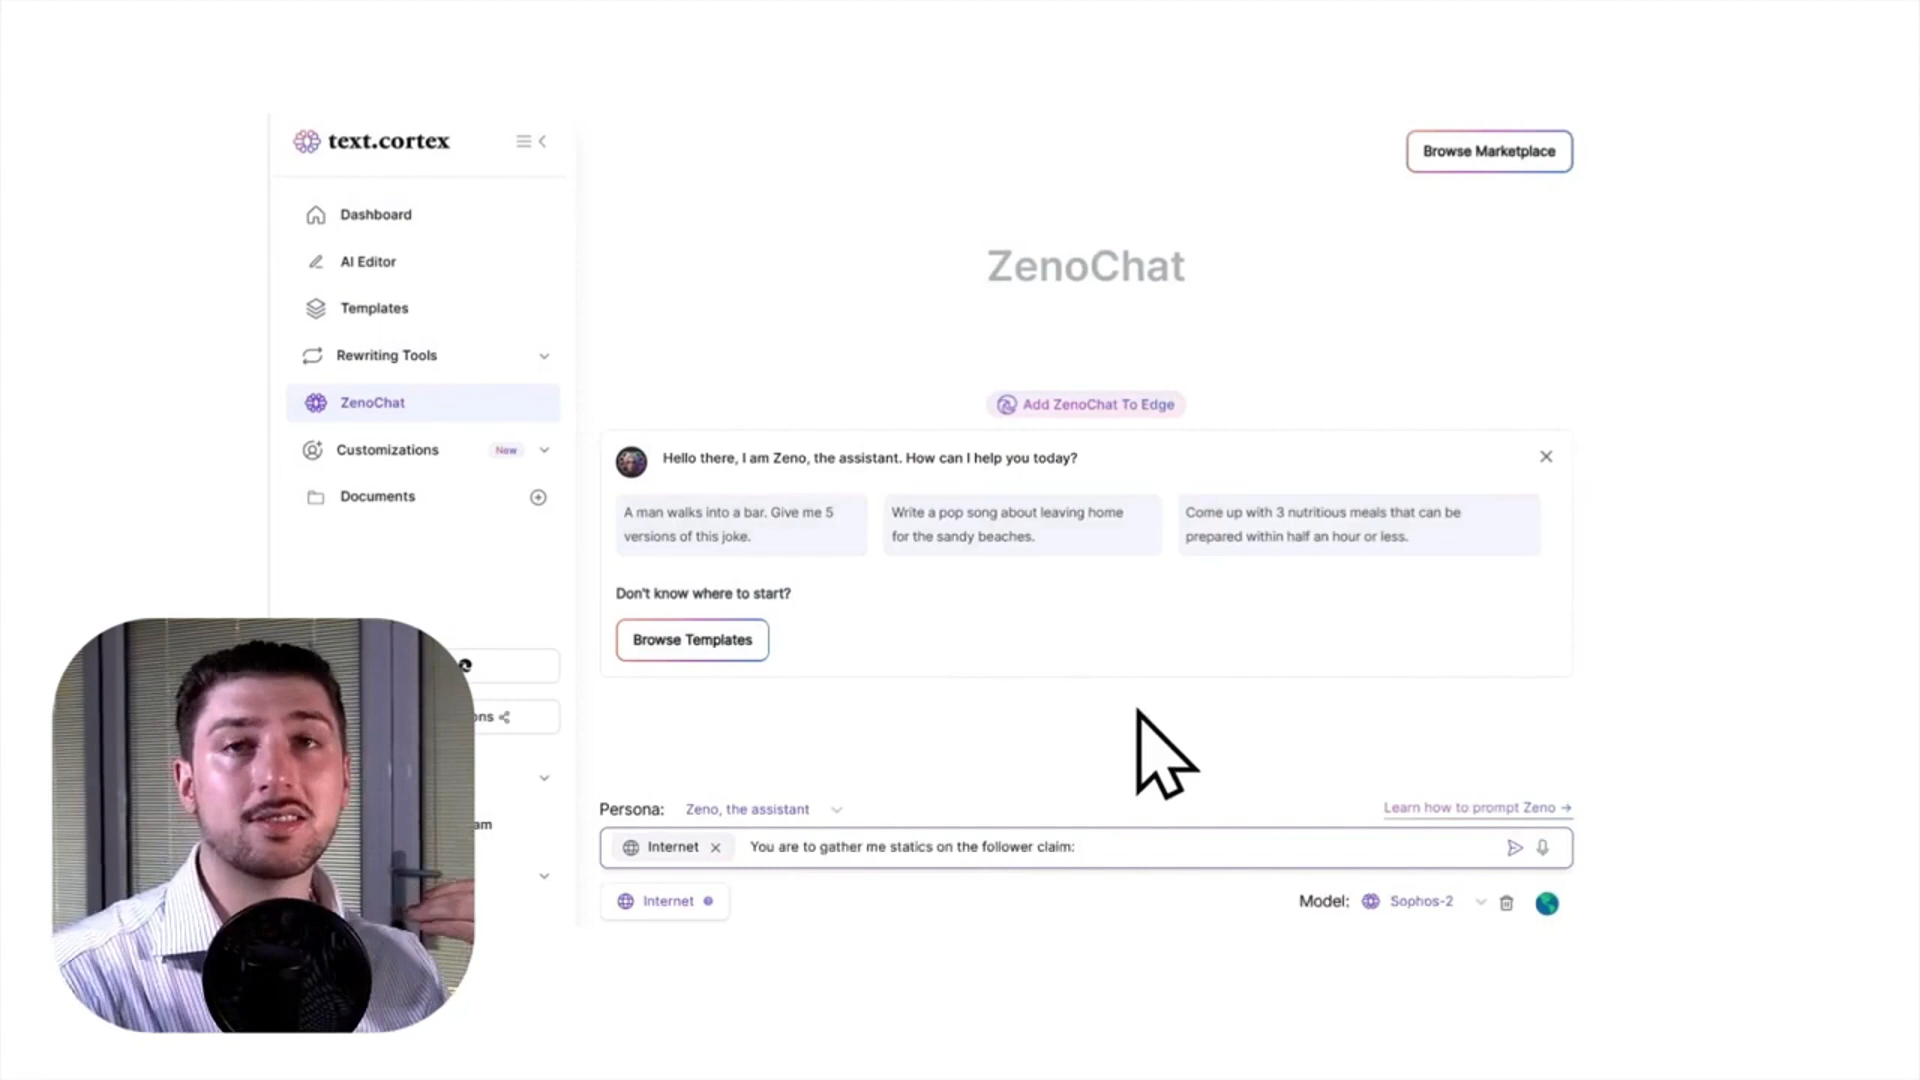 text.cortex
Browse Marketplace
Dashboard
AI Editor
Templates
Rewriting Tools
ZenoChat
Customizations New
Documents
ZenoChat
Add ZenoChat To Edge
Hello there, I am Zeno, the assistant. How can I help you today?
A man walks into a bar. Give me 5
versions of this joke.
Write a pop song about leaving home
for the sandy beaches.
Come up with 3 nutritious meals that can be
prepared within half an hour or less.
Don't know where to start?
Browse Templates
Persona: Zeno, the assistant
Learn how to prompt Zeno →
Internet You are to gather me statics on the follower claim:
Internet
Model: Sophos-2